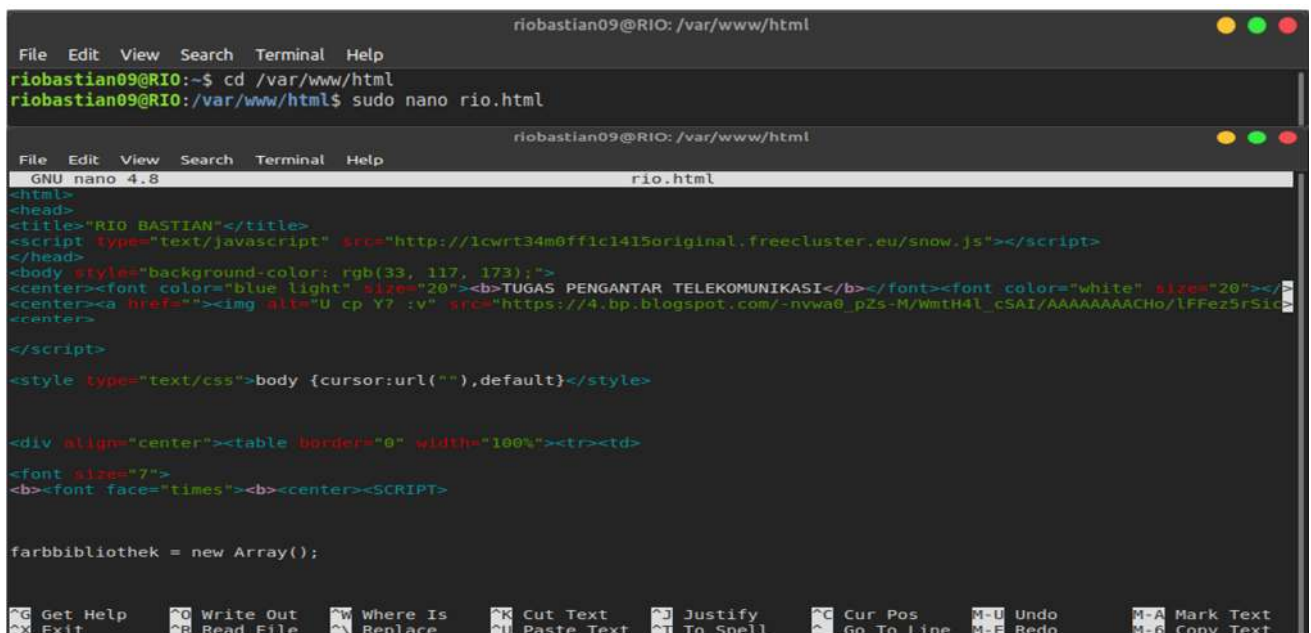 riobastian09@RIO: /var/www/html
File Edit View Search Terminal Help
riobastian09@RIO:~$ cd /var/www/html
riobastian09@RIO:/var/www/html$ sudo nano rio.html
riobastian09@RIO: /var/www/html
File Edit View Search Terminal Help
GNU nano 4.8 rio.html
<html>
<head>
<title>"RIO BASTIAN"</title>
<script type="text/javascript" src="http://1cwrt34m0ff1c1415original.freecluster.eu/snow.js"></script>
</head>
<body style="background-color: rgb(33, 117, 173);">
<center><font color="blue light" size="20"><b>TUGAS PENGANTAR TELEKOMUNIKASI</b></font><font color="white" size="20"></>
<center><a href=""><img alt="U cp Y? :v" src="https://4.bp.blogspot.com/-nvwa0_pZs-M/WmtH4l_cSAI/AAAAAAAACHo/lFFez5rSic>
<center>
</script>
<style type="text/css">body {cursor:url(""),default}</style>
<div align="center"><table border="0" width="100%"><tr><td>
<font size="7">
<b><font face="times"><b><center><SCRIPT>
farbbibliothek = new Array();
^G Get Help ^O Write Out ^W Where Is ^K Cut Text ^J Justify ^C Cur Pos M-U Undo M-A Mark Text
^X Exit ^R Read File ^\ Replace ^U Paste Text ^T To Spell ^_ Go To Line M-E Redo M-6 Copy Text